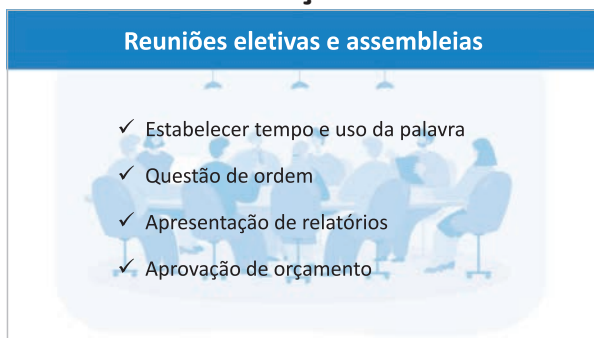 Reuniões eletivas e assembleias
✓ Estabelecer tempo e uso da palavra
✓ Questão de ordem
✓ Apresentação de relatórios
✓ Aprovação de orçamento